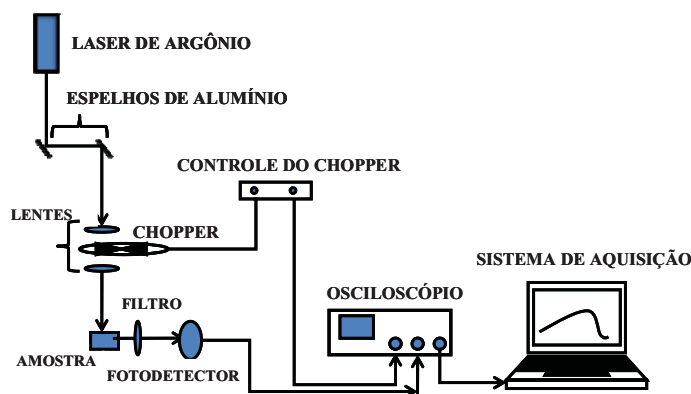 LASER DE ARGÔNIO
ESPELHOS DE ALUMÍNIO
CONTROLE DO CHOPPER
LENTES
CHOPPER
SISTEMA DE AQUISIÇÃO
OSCILOSCÓPIO
FILTRO
AMOSTRA
FOTODETECTOR